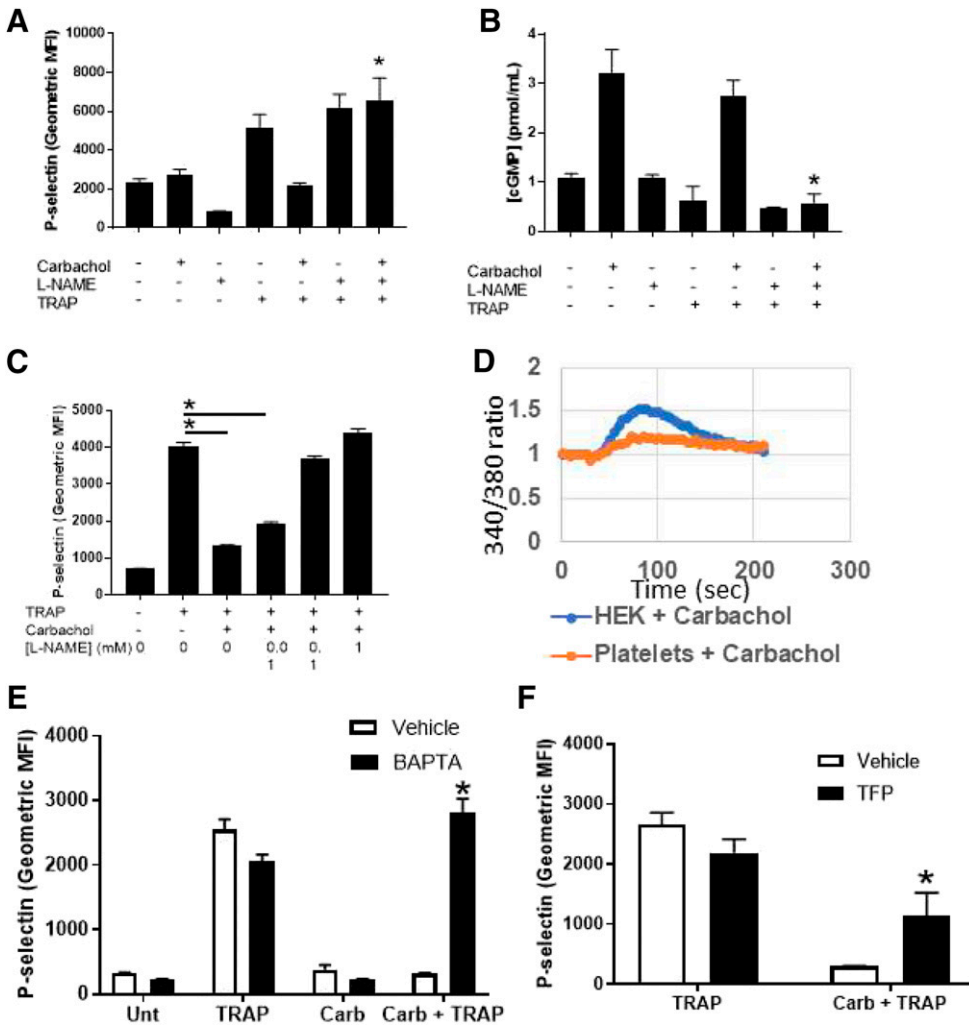 A
P-selectin (Geometric MFI)
10000
8000
6000
4000
2000
0
*
Carbachol - + - - + - +
L-NAME - - + - - + +
TRAP - - - + + + +
B
[cGMP] (pmol/mL)
4
3
2
1
0
*
Carbachol - + - - + - +
L-NAME - - + - - + +
TRAP - - - + + + +
C
P-selectin (Geometric MFI)
5000
4000
3000
2000
1000
0
*
*
TRAP - + + + + +
Carbachol - - + + + +
[L-NAME] (mM) 0 0 0 0.0 0. 1
1 1
D
340/380 ratio
2
1.5
1
0.5
0
0 100 200 300
Time (sec)
HEK + Carbachol
Platelets + Carbachol
E
P-selectin (Geometric MFI)
4000
3000
2000
1000
0
Vehicle
BAPTA
*
Unt TRAP Carb Carb + TRAP
F
P-selectin (Geometric MFI)
4000
3000
2000
1000
0
Vehicle
TFP
*
TRAP Carb + TRAP